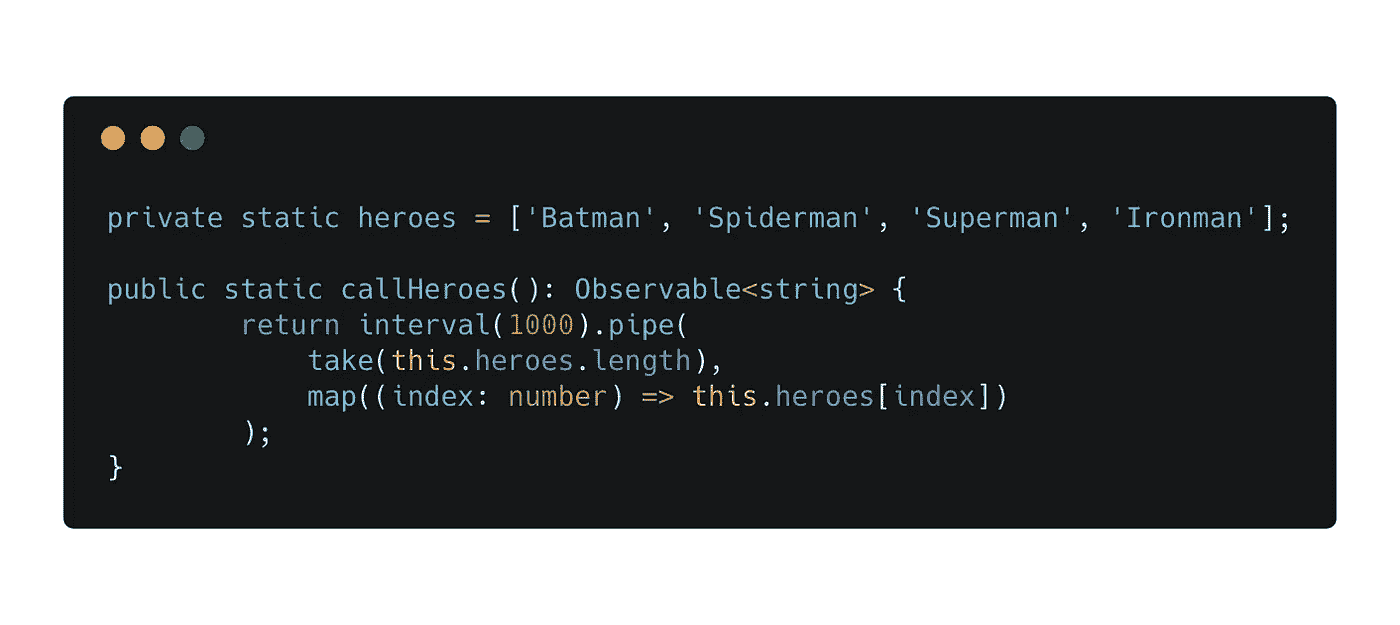 private static heroes = ['Batman', 'Spiderman', 'Superman', 'Ironman'];
public static callHeroes(): Observable<string> {
return interval(1000).pipe(
take(this.heroes.length),
map((index: number) => this.heroes[index])
);
}